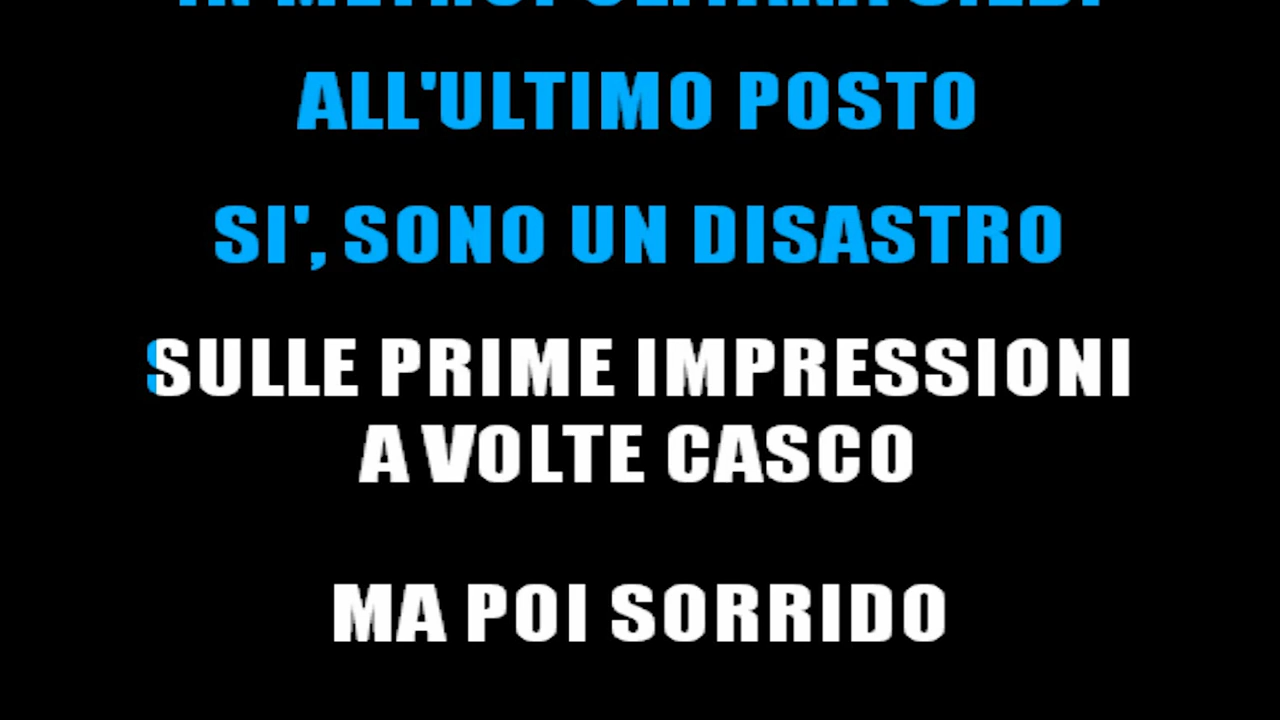 ALL'ULTIMO POSTO
SI', SONO UN DISASTRO
SULLE PRIME IMPRESSIONI
A VOLTE CASCO
MA POI SORRIDO